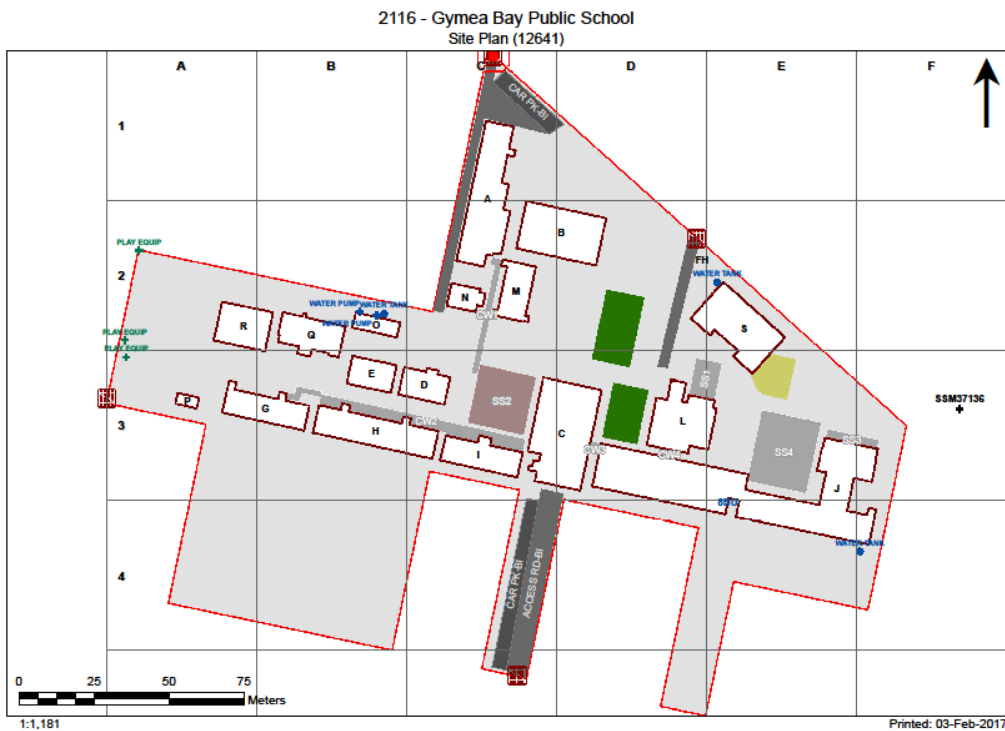 2116 - Gymea Bay Public School
Site Plan (12641)
A B C D E F
1
CAR PK-BI
A
B
2
PLAY EQUIP
FH
WATER TANK
M
N
WATER PUMP
WATER TANK
O
WATER PUMP
CW1
S
R
Q
PLAY EQUIP
PLAY EQUIP
E
D
SS1
SSM37136
P
G
SS2
3
H
CW2
C
L
I
CW3
CW4
SS4
SS3
J
WATER TANK
4
CAR PK-BI
ACCESS RD-BI
0 25 50 75
Meters
1:1,181
Printed: 03-Feb-2017